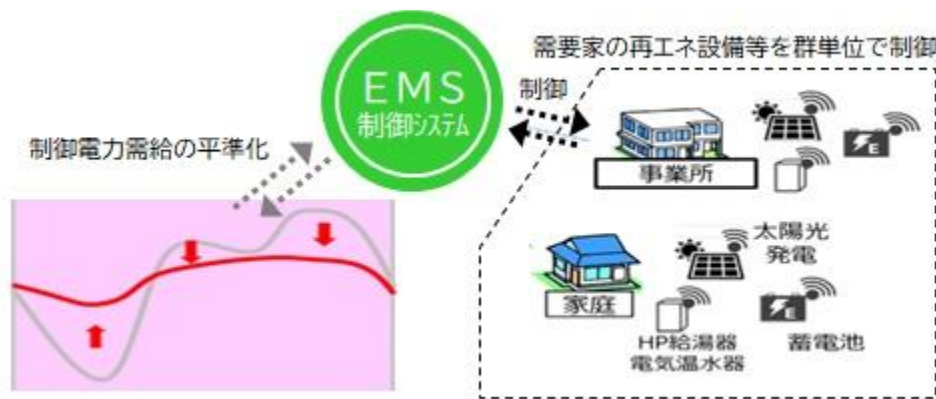 需要家の再エネ設備等を群単位で制御
EMS
制御システム
制御
制御電力需給の平準化
事業所
E
太陽光
発電
家庭
E
HP給湯器
電気温水器
蓄電池